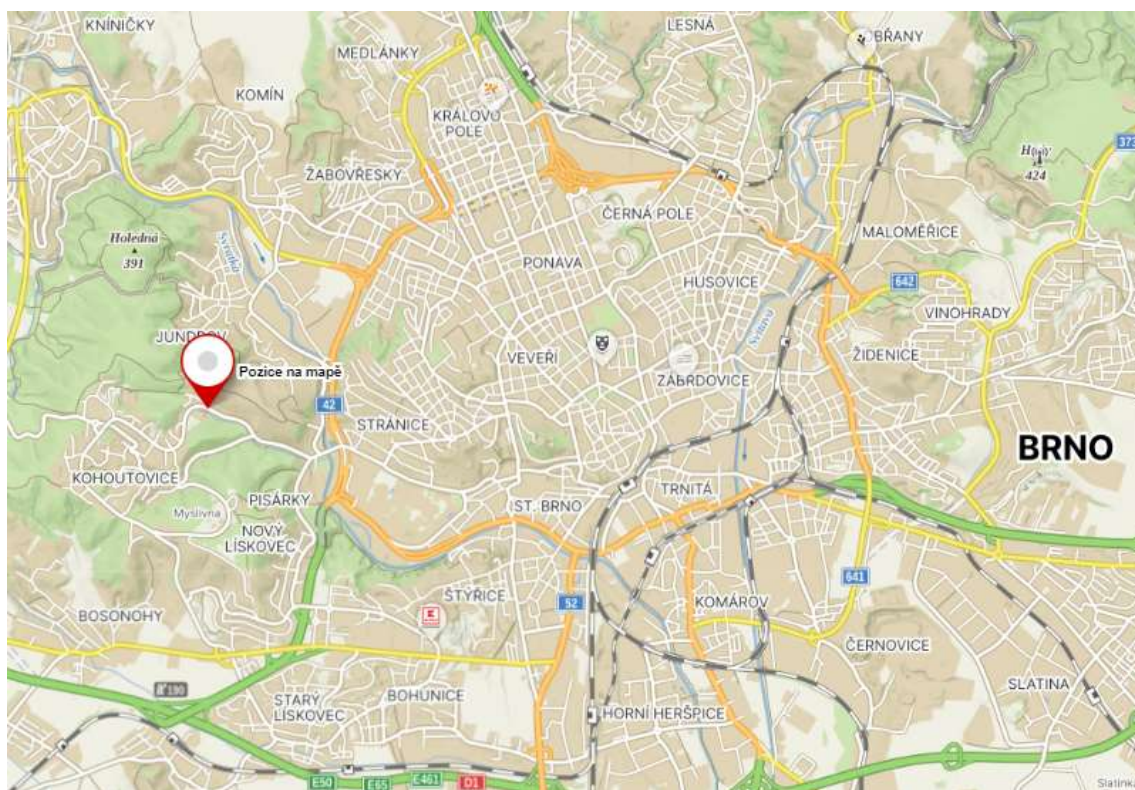 KNÍNIČKY
LESNÁ
OBŘANY
MEDLÁNKY
KOMÍN
KRÁLOVO
POLE
373
Hády
424
ŽABOVŘESKY
ČERNÁ POLE
MALOMĚŘICE
Holedná
391
Svratka
PONAVA
HUSOVICE
642
VINOHRADY
Svitava
JUNDROV
Pozice na mapě
VEVEŘÍ
ZÁBRDOVICE
ŽIDENICE
42
STRÁNICE
BRNO
KOHOUTOVICE
PISÁRKY
TRNITÁ
Myslivna
ST. BRNO
NOVÝ
LÍSKOVEC
641
ŠTÝŘICE
BOSONOHY
52
KOMÁROV
ČERNOVICE
190
STARÝ
LÍSKOVEC
BOHUNICE
SLATINA
HORNÍ HERŠPICE
E50
E65
E461
D1
Slatinka